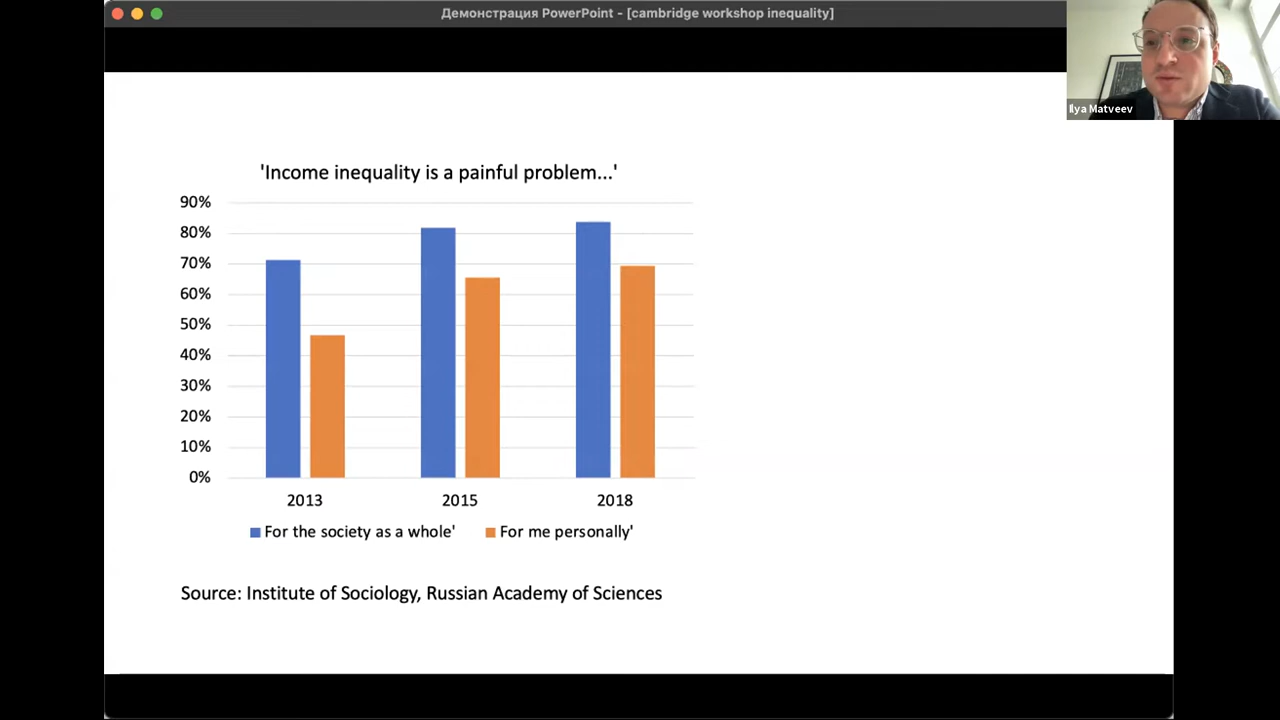 Демонстрация PowerPoint - [cambridge workshop inequality]
Ilya Matveev
'Income inequality is a painful problem...'
90%
80%
70%
60%
50%
40%
30%
20%
10%
0%
2013 2015 2018
For the society as a whole' For me personally'
Source: Institute of Sociology, Russian Academy of Sciences